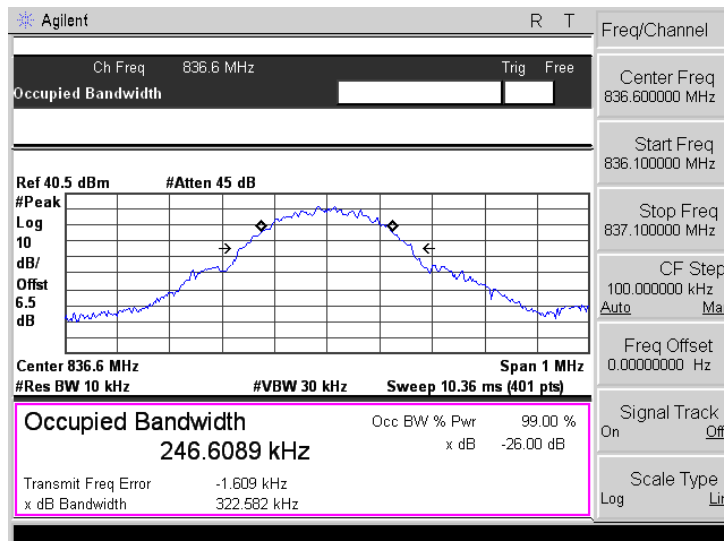 Agilent R T
Ch Freq 836.6 MHz Trig Free
Occupied Bandwidth
Ref 40.5 dBm #Atten 45 dB
#Peak
Log
10
dB/
Offst
6.5
dB
Center 836.6 MHz Span 1 MHz
#Res BW 10 kHz #VBW 30 kHz Sweep 10.36 ms (401 pts)
Occupied Bandwidth
246.6089 kHz
Occ BW % Pwr 99.00 %
x dB -26.00 dB
Transmit Freq Error -1.609 kHz
x dB Bandwidth 322.582 kHz
Freq/Channel
Center Freq
836.600000 MHz
Start Freq
836.100000 MHz
Stop Freq
837.100000 MHz
CF Step
100.000000 kHz
Auto Ma
Freq Offset
0.00000000 Hz
Signal Track
On Off
Scale Type
Log Lin